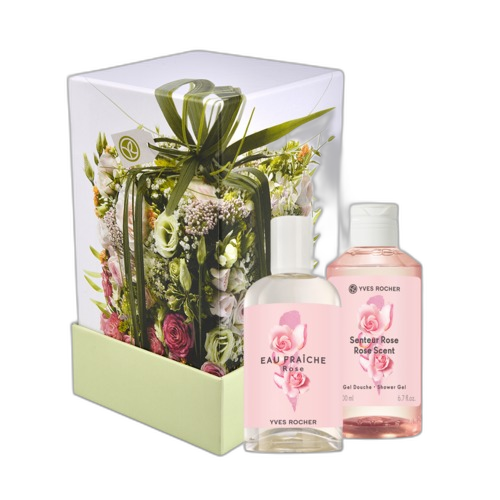 EAU FRAÎCHE
Rose
YVES ROCHER
YVES ROCHER
Senteur Rose
Rose Scent
Gel Douche - Shower Gel
6.7 fl.oz.